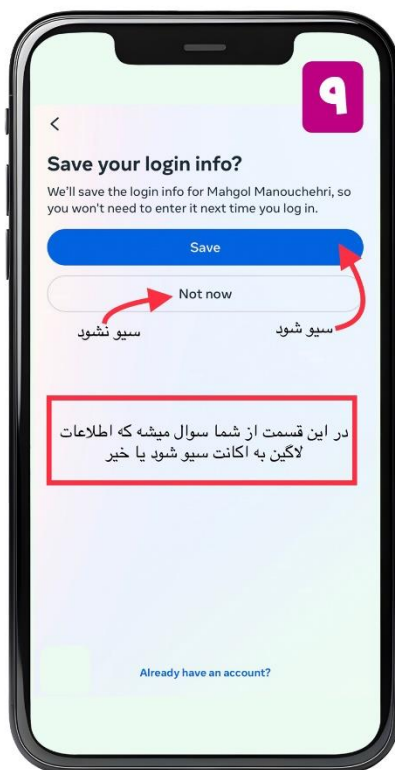 ۹
Save your login info?
We'll save the login info for Mahgol Manouchehri, so
you won't need to enter it next time you log in.
Save
Not now
سیو شود
سیو نشود
در این قسمت از شما سوال میشه که اطلاعات
لاگین به اکانت سیو شود یا خیر
Already have an account?